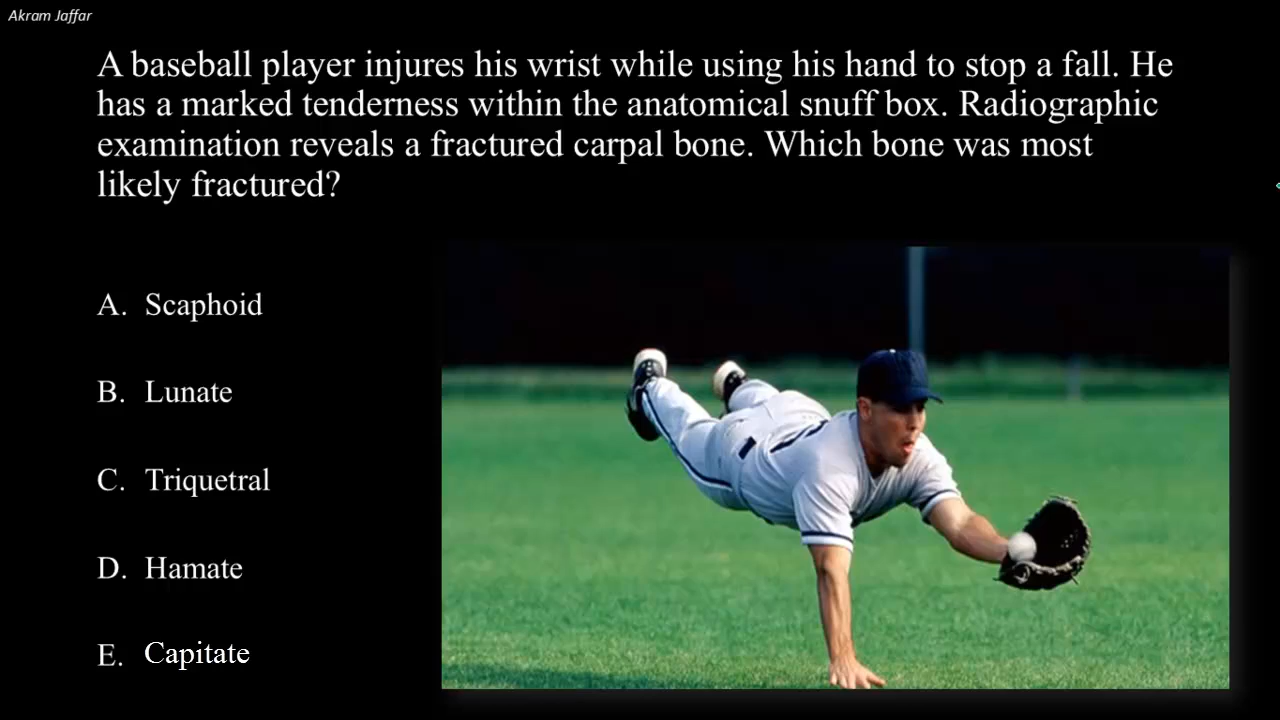 Akram Jaffar
A baseball player injures his wrist while using his hand to stop a fall. He
has a marked tenderness within the anatomical snuff box. Radiographic
examination reveals a fractured carpal bone. Which bone was most
likely fractured?
A. Scaphoid
B. Lunate
C. Triquetral
D. Hamate
E. Capitate